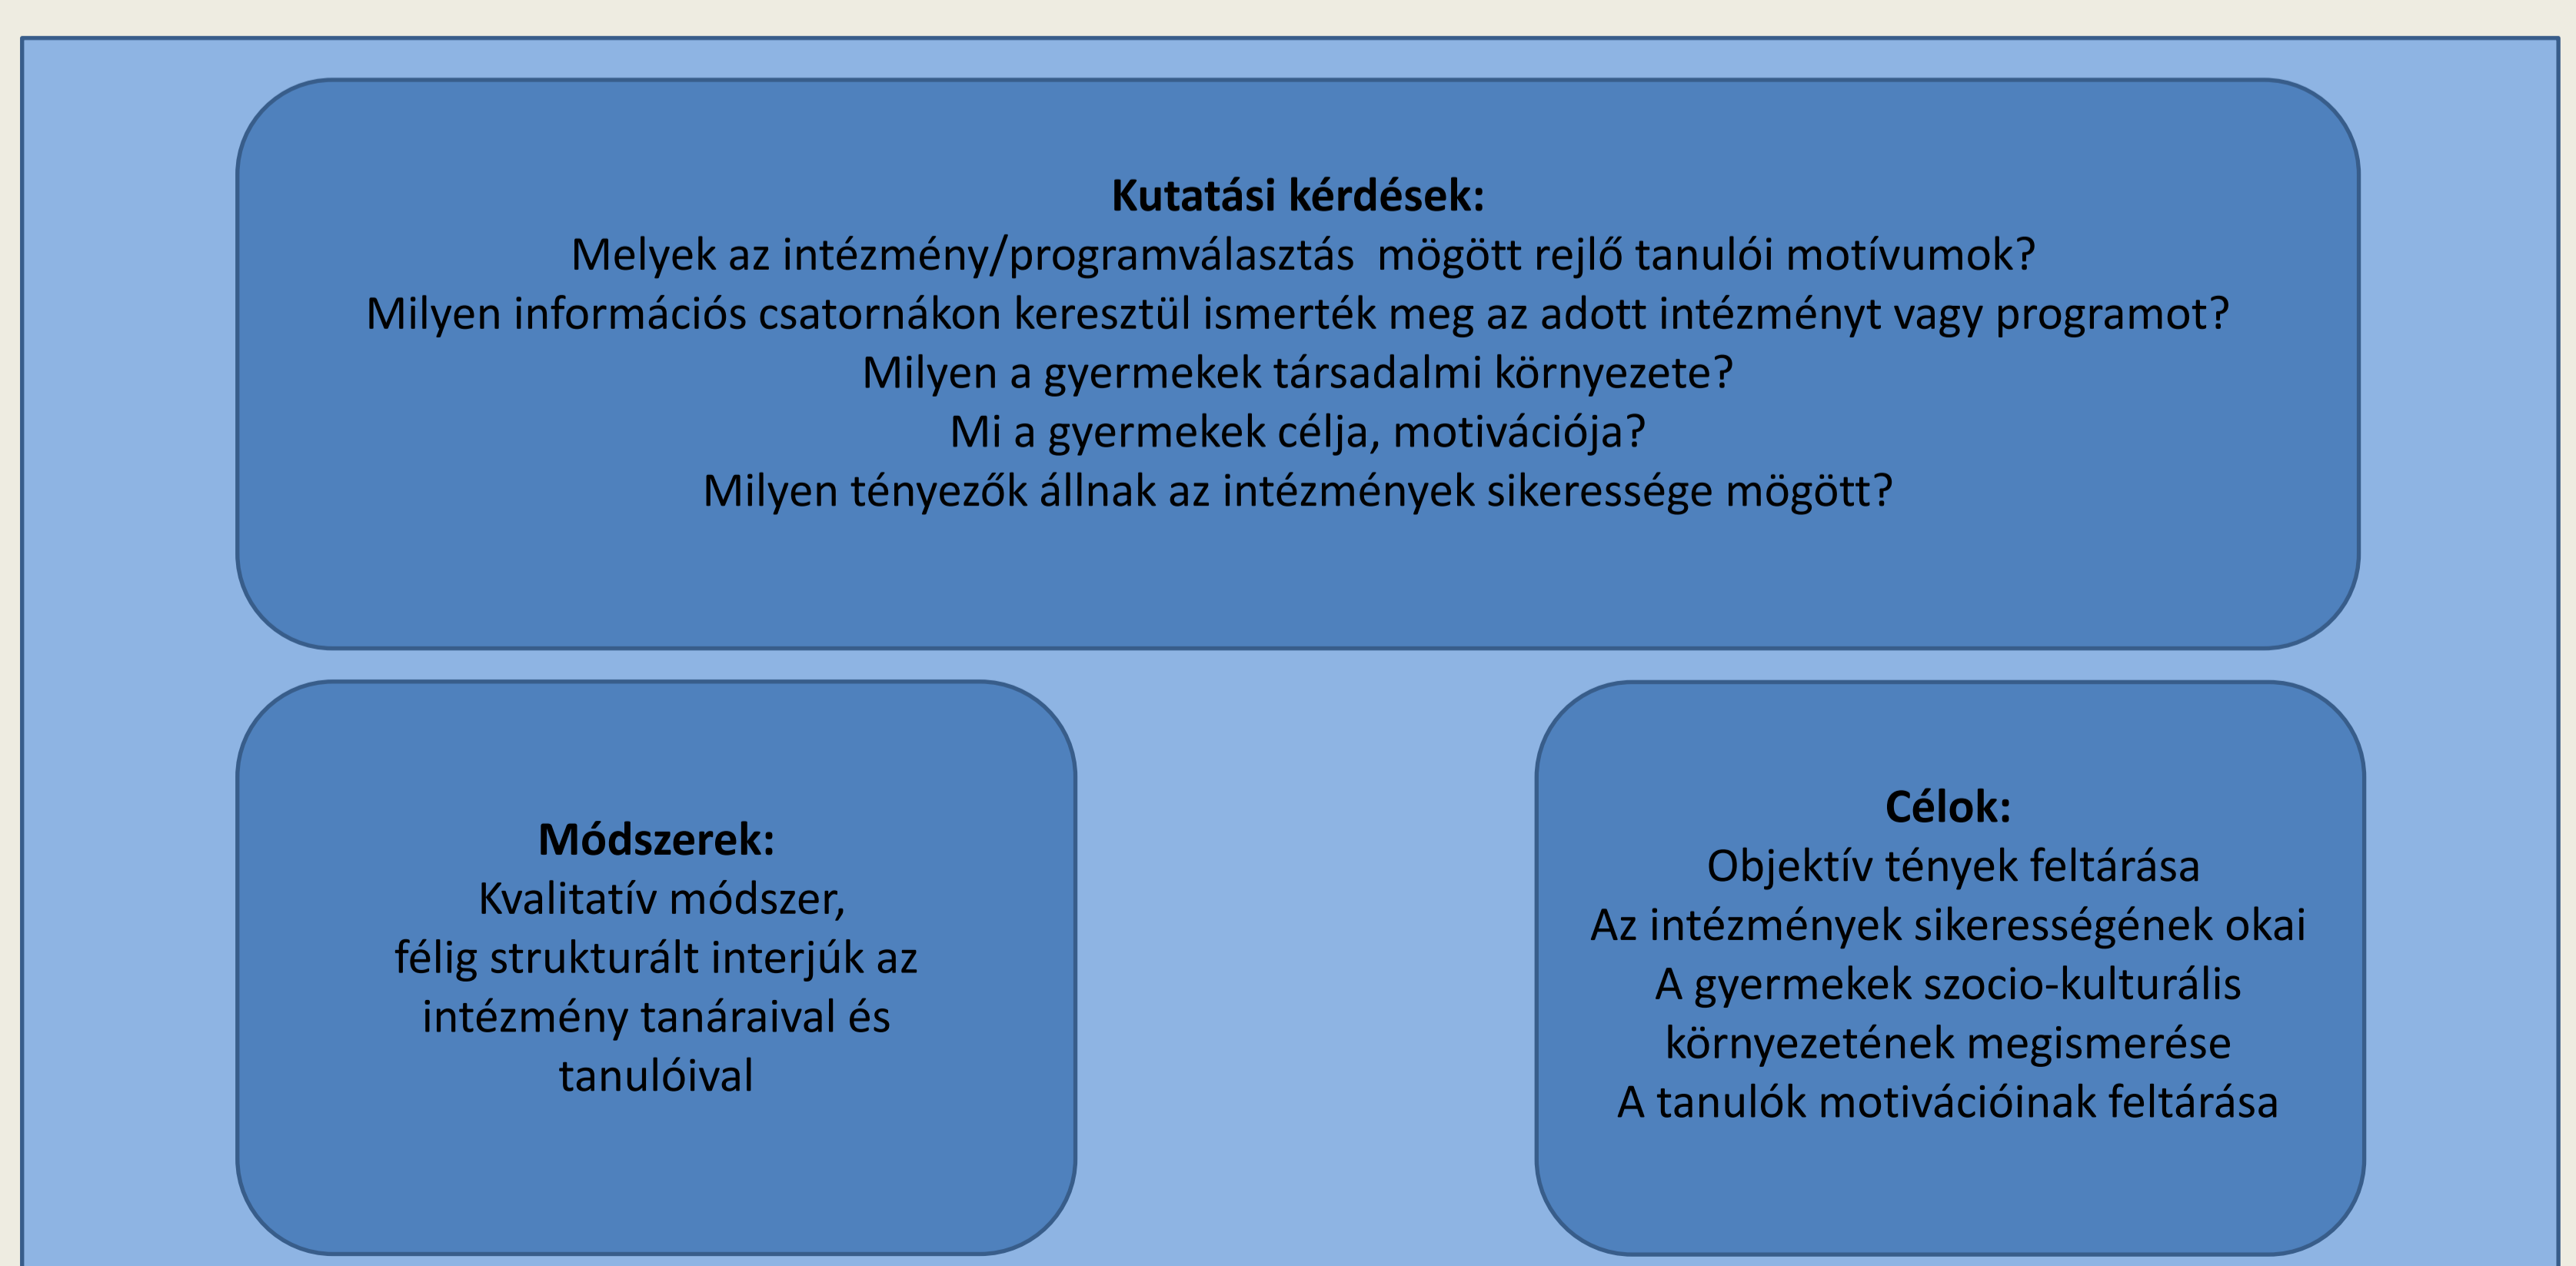 Kutatási kérdések:
Melyek az intézmény/programválasztás  mögött rejlő tanulói motívumok?
Milyen információs csatornákon keresztül ismerték meg az adott intézményt vagy programot?
Milyen a gyermekek társadalmi környezete?
Mi a gyermekek célja, motivációja?
Milyen tényezők állnak az intézmények sikeressége mögött?
Módszerek:
Kvalitatív módszer,
félig strukturált interjúk az
intézmény tanáraival és
tanulóival
Célok:
Objektív tények feltárása
Az intézmények sikerességének okai
A gyermekek szocio-kulturális
környezetének megismerése
A tanulók motivációinak feltárása